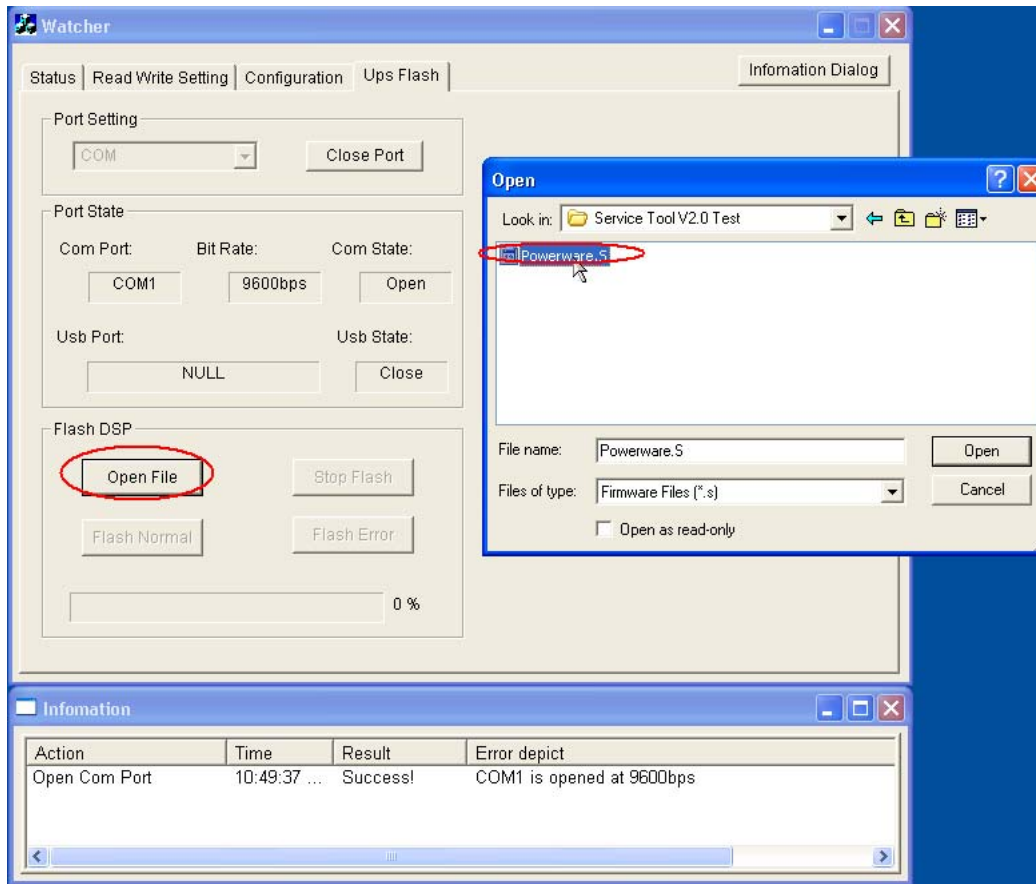 Watcher
Status Read Write Setting Configuration Ups Flash
Infomation Dialog
Port Setting
COM
Close Port
Port State
Com Port: Bit Rate: Com State:
COM1 9600bps Open
Usb Port: Usb State:
NULL Close
Flash DSP
Open File Stop Flash
Flash Normal Flash Error
0 %
Open
Look in: Service Tool V2.0 Test
Powerware.S
File name: Powerware.S Open
Files of type: Firmware Files (*.s) Cancel
Open as read-only
Infomation
Action Time Result Error depict
Open Com Port 10:49:37 ... Success! COM1 is opened at 9600bps